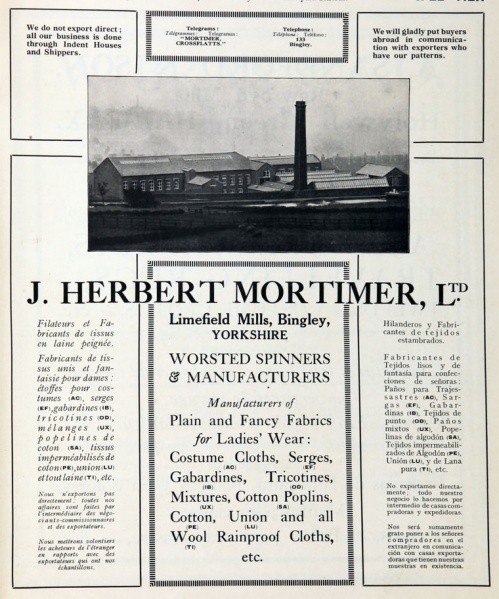 We do not export direct ;
all our business is done
through Indent Houses
and Shippers.
Telegrams :
Télégrammes Telegramas :
"MORTIMER,
CROSSFLATTS."
Telephone :
Téléphone : Teléfono :
133
Bingley.
We will gladly put buyers
abroad in communica-
tion with exporters who
have our patterns.
J. HERBERT MORTIMER, LTD.
Filateurs et Fa-
bricants de tissus
en laine peignée.
Fabricants de tis-
sus unis et fan-
taisie pour dames :
étoffes pour cos-
tumes (AC), serges
(EF), gabardines (IB),
tricotines (OD),
mélanges (UX),
popelines de
coton (SA), tissus
imperméabilisés de
coton (PE), union (LU)
et tout laine (TI), etc.
Nous n'exportons pas
directement ; toutes nos
affaires sont faites par
l'intermédiaire des négo-
ciants-commissionnaires
et des exportateurs.
Nous mettrons volontiers
les acheteurs de l'étranger
en rapports avec des
exportateurs qui ont nos
échantillons.
Limefield Mills, Bingley,
YORKSHIRE
WORSTED SPINNERS
& MANUFACTURERS
Manufacturers of
Plain and Fancy Fabrics
for Ladies' Wear :
Costume Cloths, Serges,
(AC) (EF)
Gabardines, Tricotines,
(IB) (OD)
Mixtures, Cotton Poplins,
(UX) (SA)
Cotton, Union and all
(PE) (LU)
Wool Rainproof Cloths,
(TI)
etc.
Hilanderos y Fabri-
cantes de tejidos
estambrados.
Fabricantes de
Tejidos lisos y de
fantasía para confec-
ciones de señoras :
Paños para Trajes-
sastres (AC), Sar-
gas (EF), Gabar-
dinas (IB), Tejidos de
punto (OD), Paños
mixtos (UX), Pope-
linas de algodón (SA),
Tejidos impermeabili-
zados de Algodón (PE),
Unión (LU), y de Lana
pura (TI), etc.
No exportamos directa-
mente; todo nuestro
negocio lo hacemos por
intermedio de casas com-
pradoras y expedidoras.
Nos será sumamente
grato poner a los señores
compradores en el
extranjero en comunica-
ción con casas exporta-
doras que tienen nuestras
muestras en existencia.